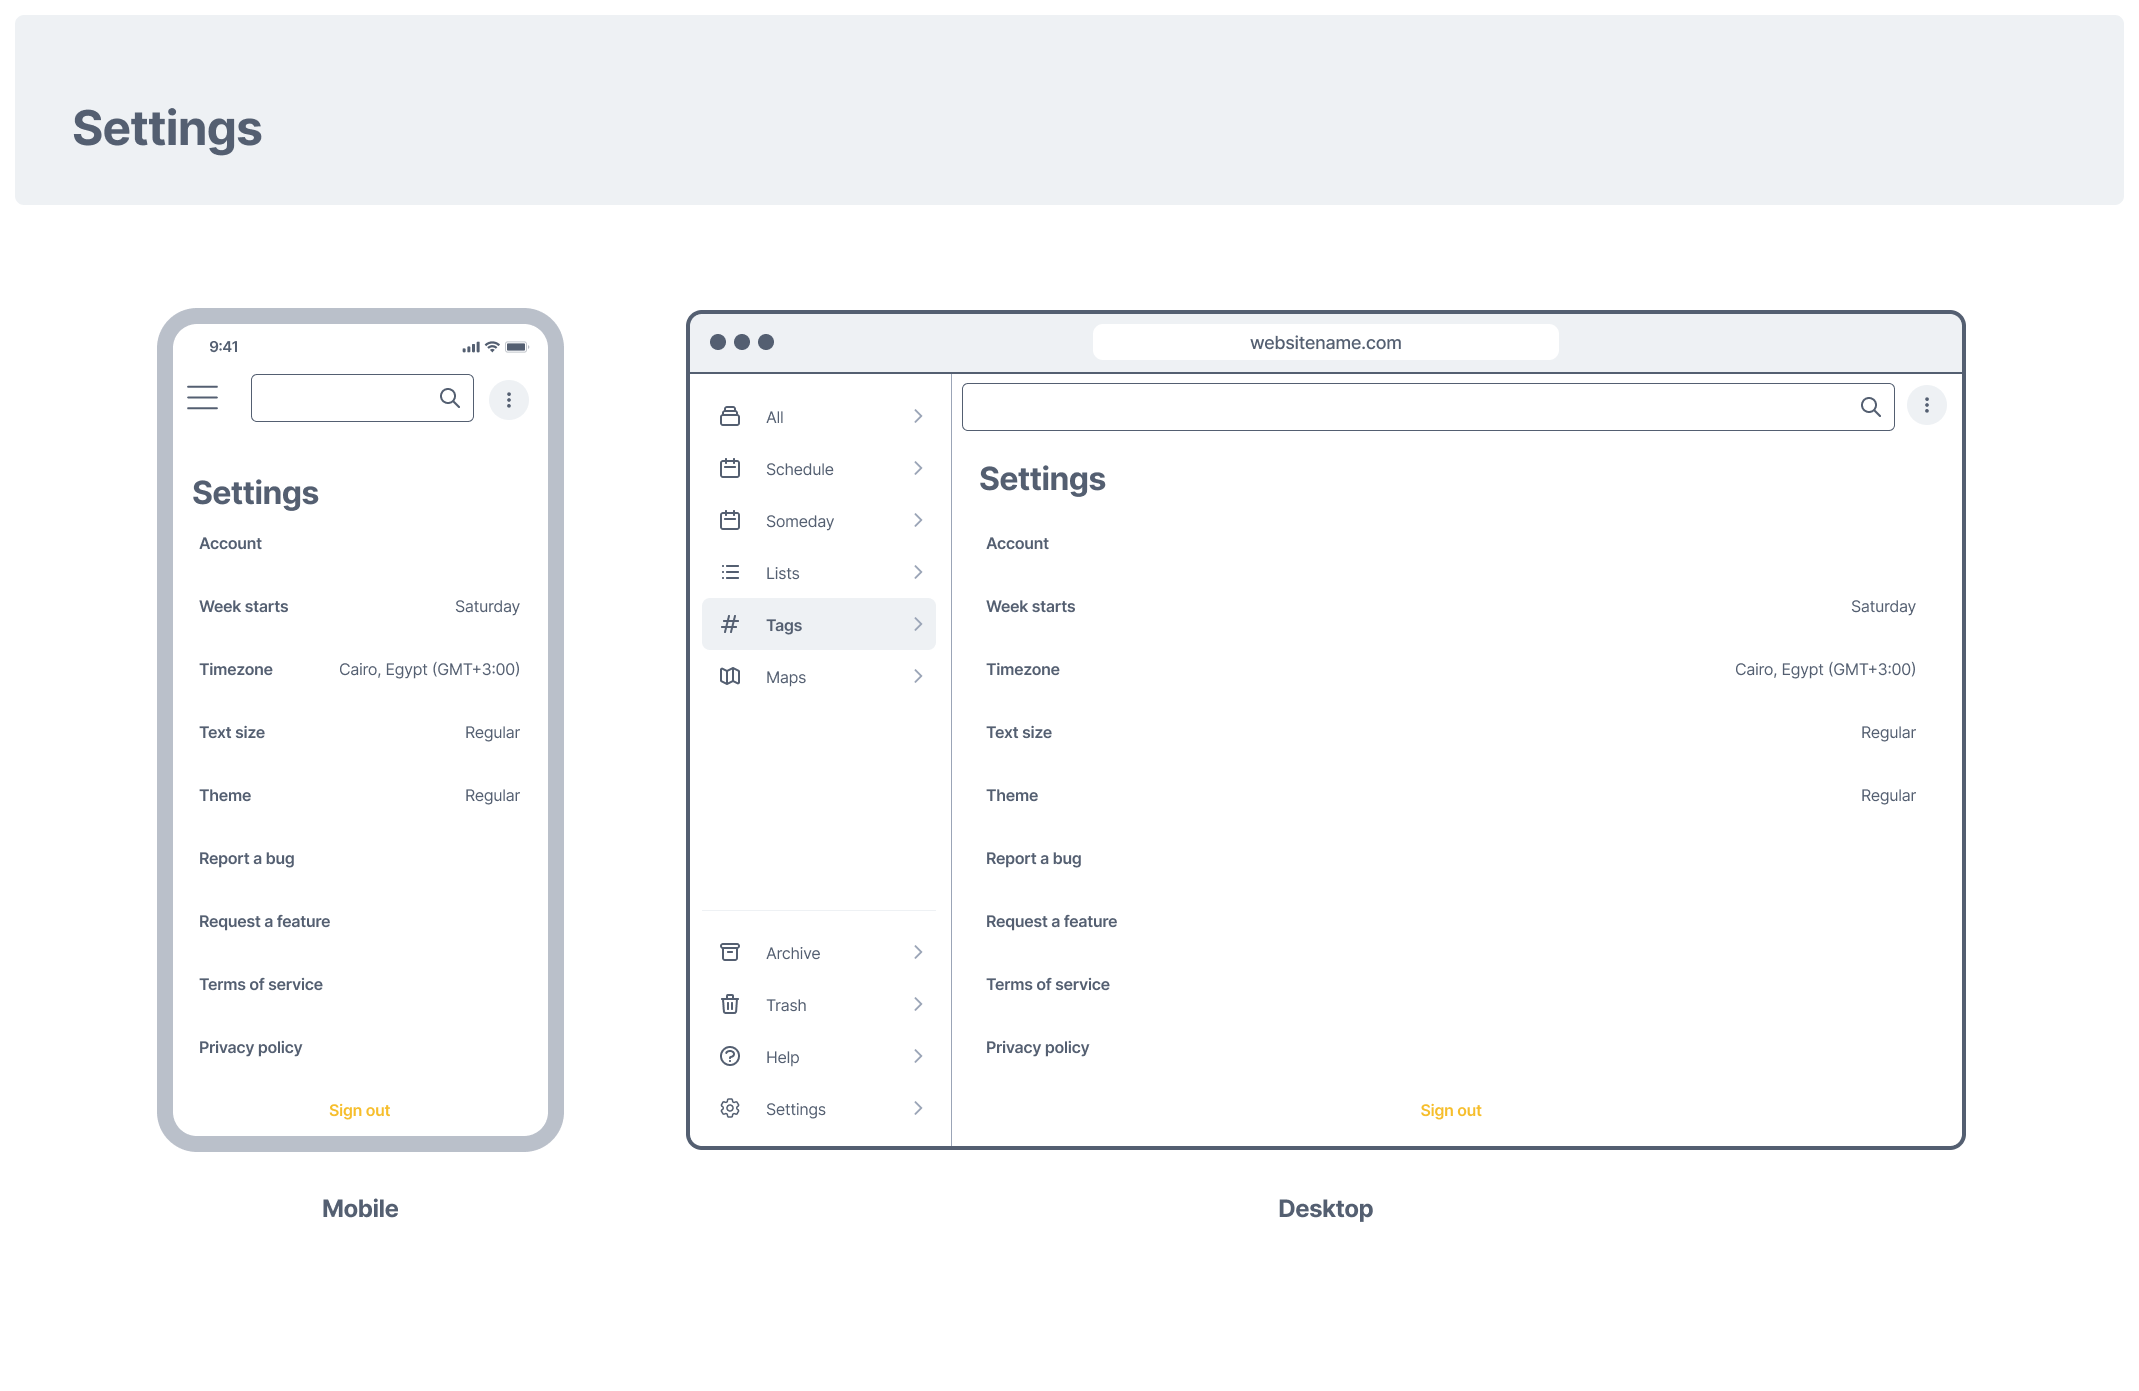 Settings
9:41
Settings
Account
Week starts Saturday
Timezone Cairo, Egypt (GMT+3:00)
Text size Regular
Theme Regular
Report a bug
Request a feature
Terms of service
Privacy policy
Sign out
Mobile
websitename.com
All
Schedule
Someday
Lists
Tags
Maps
Archive
Trash
Help
Settings
Settings
Account
Week starts Saturday
Timezone Cairo, Egypt (GMT+3:00)
Text size Regular
Theme Regular
Report a bug
Request a feature
Terms of service
Privacy policy
Sign out
Desktop